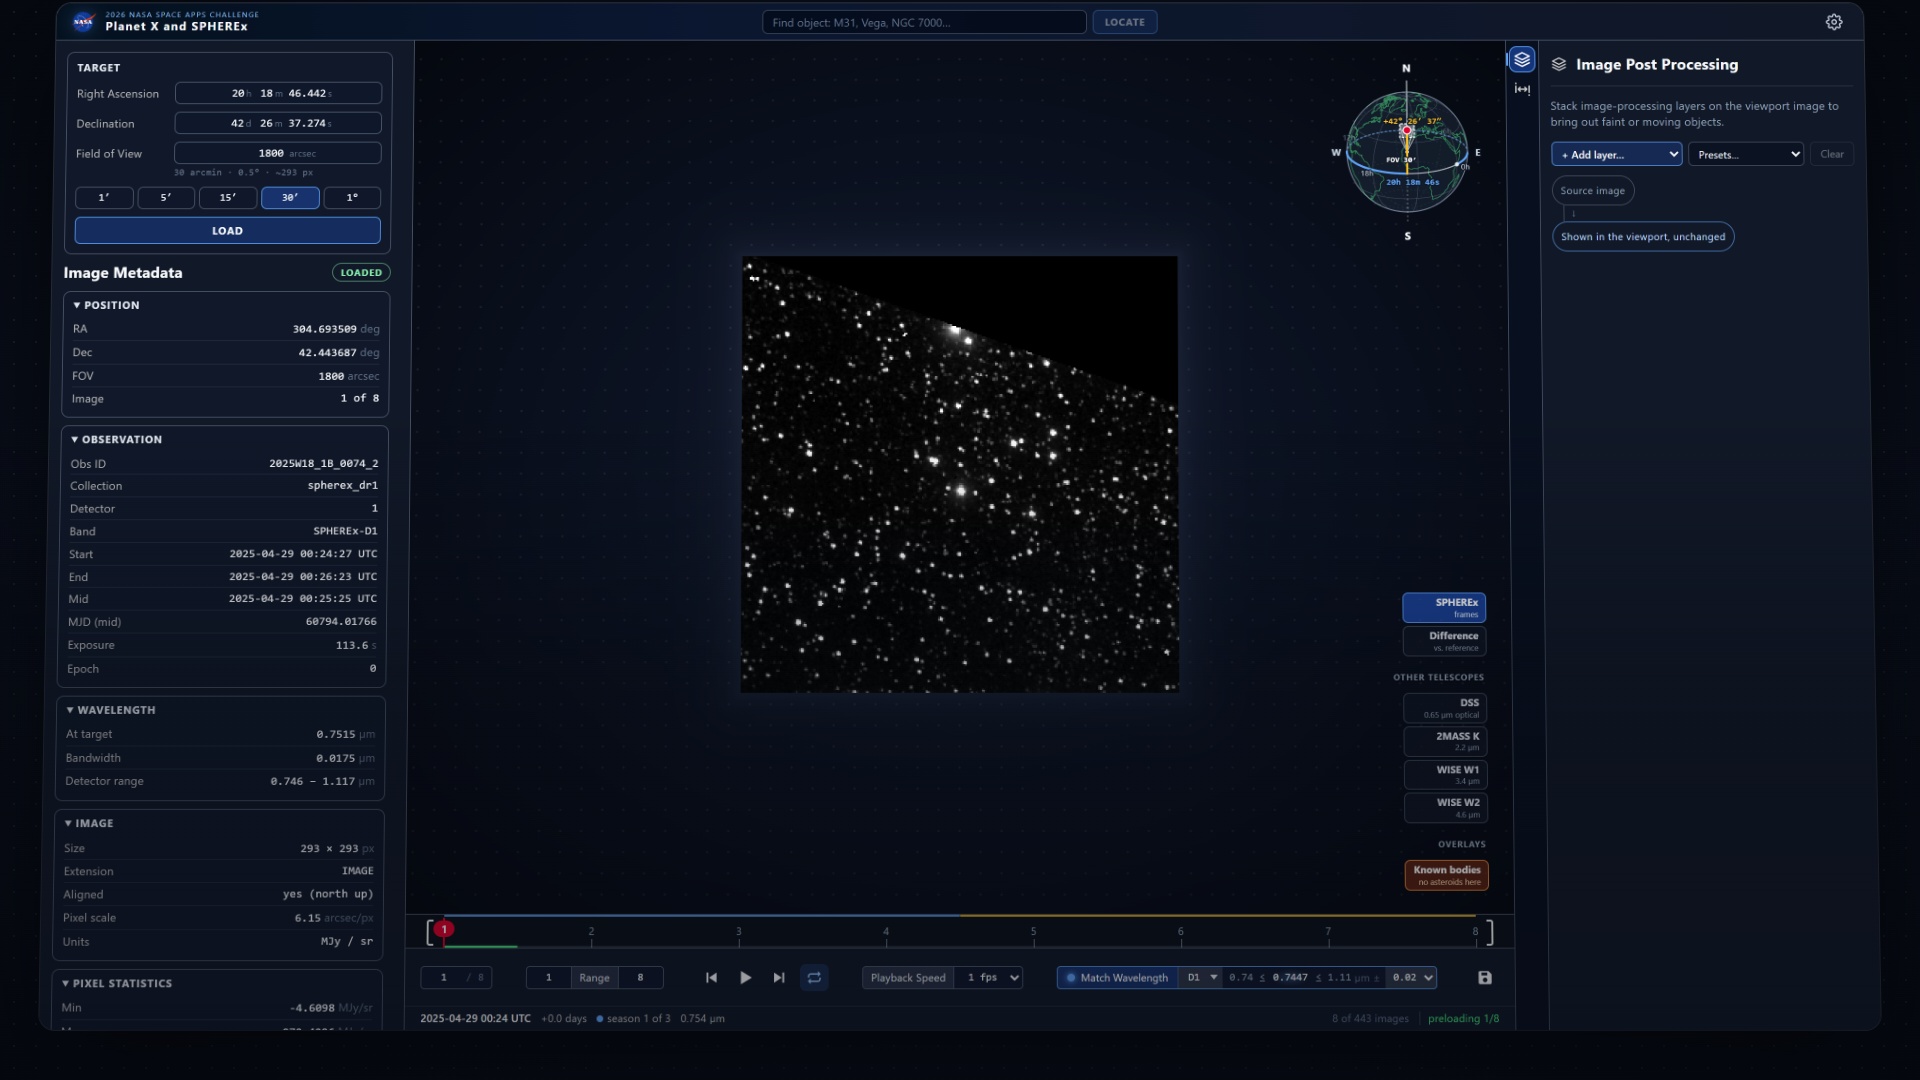 NASA
2026 NASA SPACE APPS CHALLENGE
Planet X and SPHEREx
Find object: M31, Vega, NGC 7000...
LOCATE
TARGET
Right Ascension 20h 18m 46.442s
Declination 42d 26m 37.274s
Field of View 1800 arcsec
30 arcmin · 0.5° · ~293 px
1′ 5′ 15′ 30′ 1°
LOAD
Image Metadata LOADED
▼ POSITION
RA 304.693509 deg
Dec 42.443687 deg
FOV 1800 arcsec
Image 1 of 8
▼ OBSERVATION
Obs ID 2025W18_1B_0074_2
Collection spherex_dr1
Detector 1
Band SPHEREx-D1
Start 2025-04-29 00:24:27 UTC
End 2025-04-29 00:26:23 UTC
Mid 2025-04-29 00:25:25 UTC
MJD (mid) 60794.01766
Exposure 113.6 s
Epoch 0
▼ WAVELENGTH
At target 0.7515 µm
Bandwidth 0.0175 µm
Detector range 0.746 – 1.117 µm
▼ IMAGE
Size 293 × 293 px
Extension IMAGE
Aligned yes (north up)
Pixel scale 6.15 arcsec/px
Units MJy / sr
▼ PIXEL STATISTICS
Min -4.6098 MJy/sr
N
+42° 26′ 37″
W E
FOV 30′
18h 0h
20h 18m 46s
S
SPHEREx
frames
Difference
vs. reference
OTHER TELESCOPES
DSS
0.65 µm optical
2MASS K
2.2 µm
WISE W1
3.4 µm
WISE W2
4.6 µm
OVERLAYS
Known bodies
no asteroids here
1 2 3 4 5 6 7 8
1 / 8
1 Range 8
Playback Speed 1 fps
Match Wavelength D1 ▼ 0.74 ≤ 0.7447 ≤ 1.11 µm ± 0.02
2025-04-29 00:24 UTC +0.0 days season 1 of 3 0.754 µm
8 of 443 images preloading 1/8
Image Post Processing
Stack image-processing layers on the viewport image to
bring out faint or moving objects.
+ Add layer... Presets... Clear
Source image
↓
Shown in the viewport, unchanged